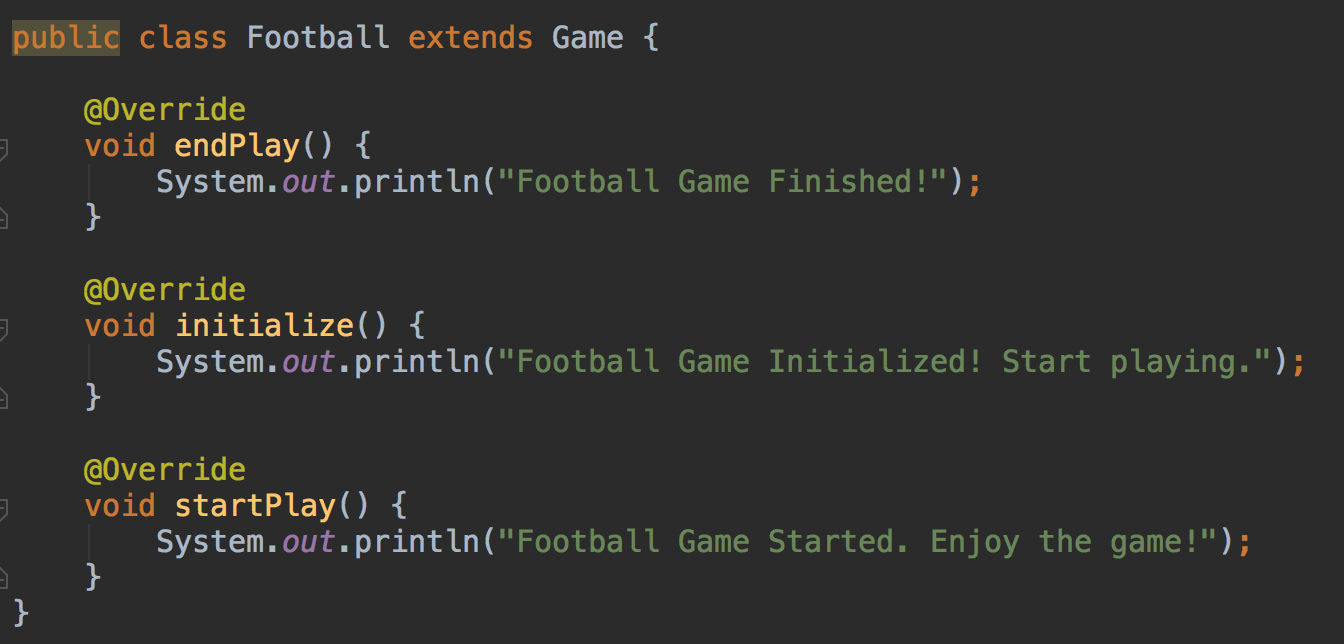 public class Football extends Game {
@Override
void endPlay() {
System.out.println("Football Game Finished!");
}
@Override
void initialize() {
System.out.println("Football Game Initialized! Start playing.");
}
@Override
void startPlay() {
System.out.println("Football Game Started. Enjoy the game!");
}
}